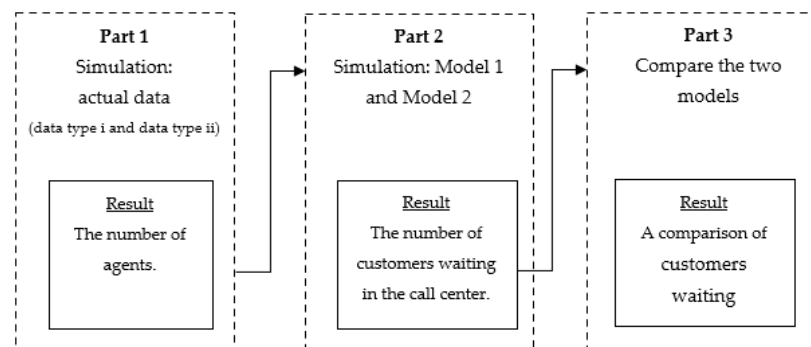 Part 1
Simulation:
actual data
(data type i and data type ii)
Result
The number of
agents.
Part 2
Simulation: Model 1
and Model 2
Result
The number of
customers waiting
in the call center.
Part 3
Compare the two
models
Result
A comparison of
customers
waiting